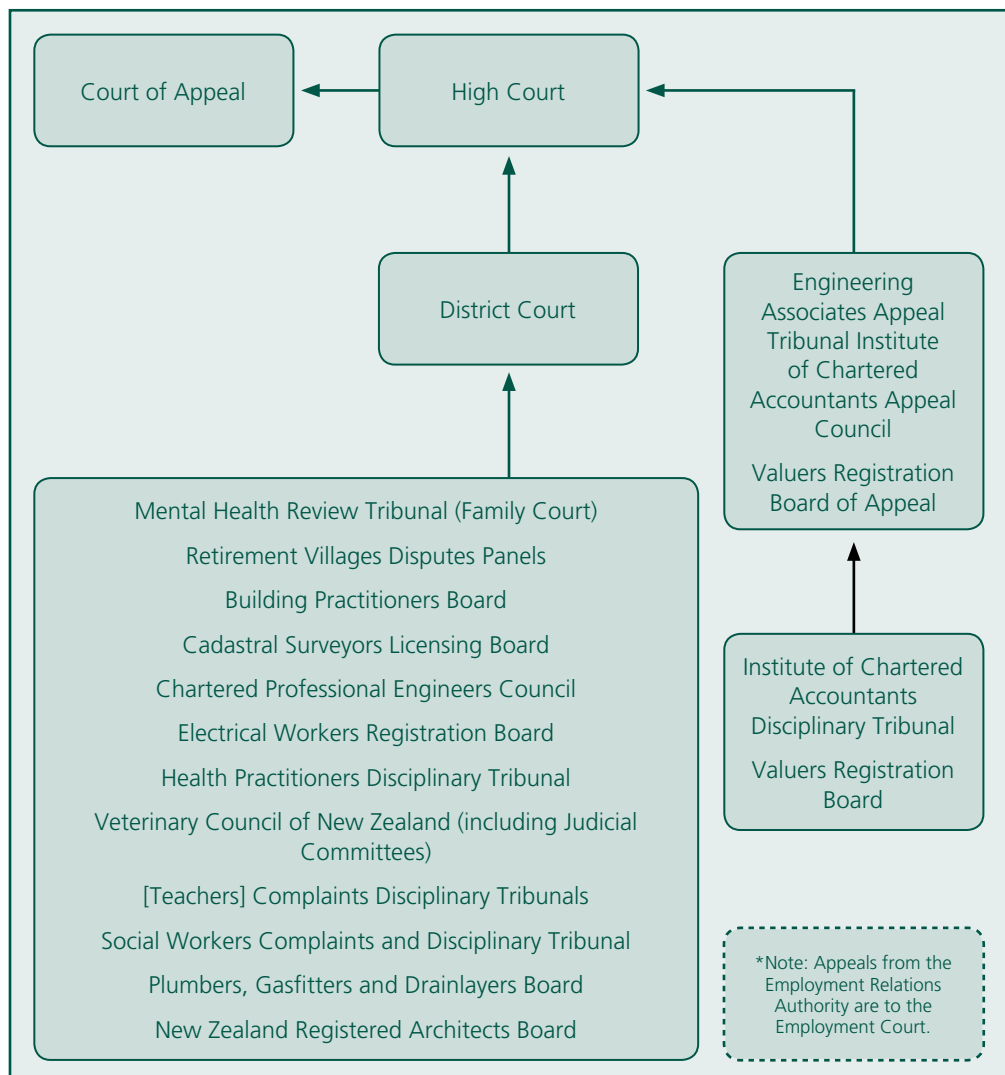 Court of Appeal
High Court
District Court
Engineering
Associates Appeal
Tribunal Institute
of Chartered
Accountants Appeal
Council
Valuers Registration
Board of Appeal
Mental Health Review Tribunal (Family Court)
Retirement Villages Disputes Panels
Building Practitioners Board
Cadastral Surveyors Licensing Board
Chartered Professional Engineers Council
Electrical Workers Registration Board
Health Practitioners Disciplinary Tribunal
Veterinary Council of New Zealand (including Judicial
Committees)
[Teachers] Complaints Disciplinary Tribunals
Social Workers Complaints and Disciplinary Tribunal
Plumbers, Gasfitters and Drainlayers Board
New Zealand Registered Architects Board
Institute of Chartered
Accountants
Disciplinary Tribunal
Valuers Registration
Board
*Note: Appeals from the
Employment Relations
Authority are to the
Employment Court.